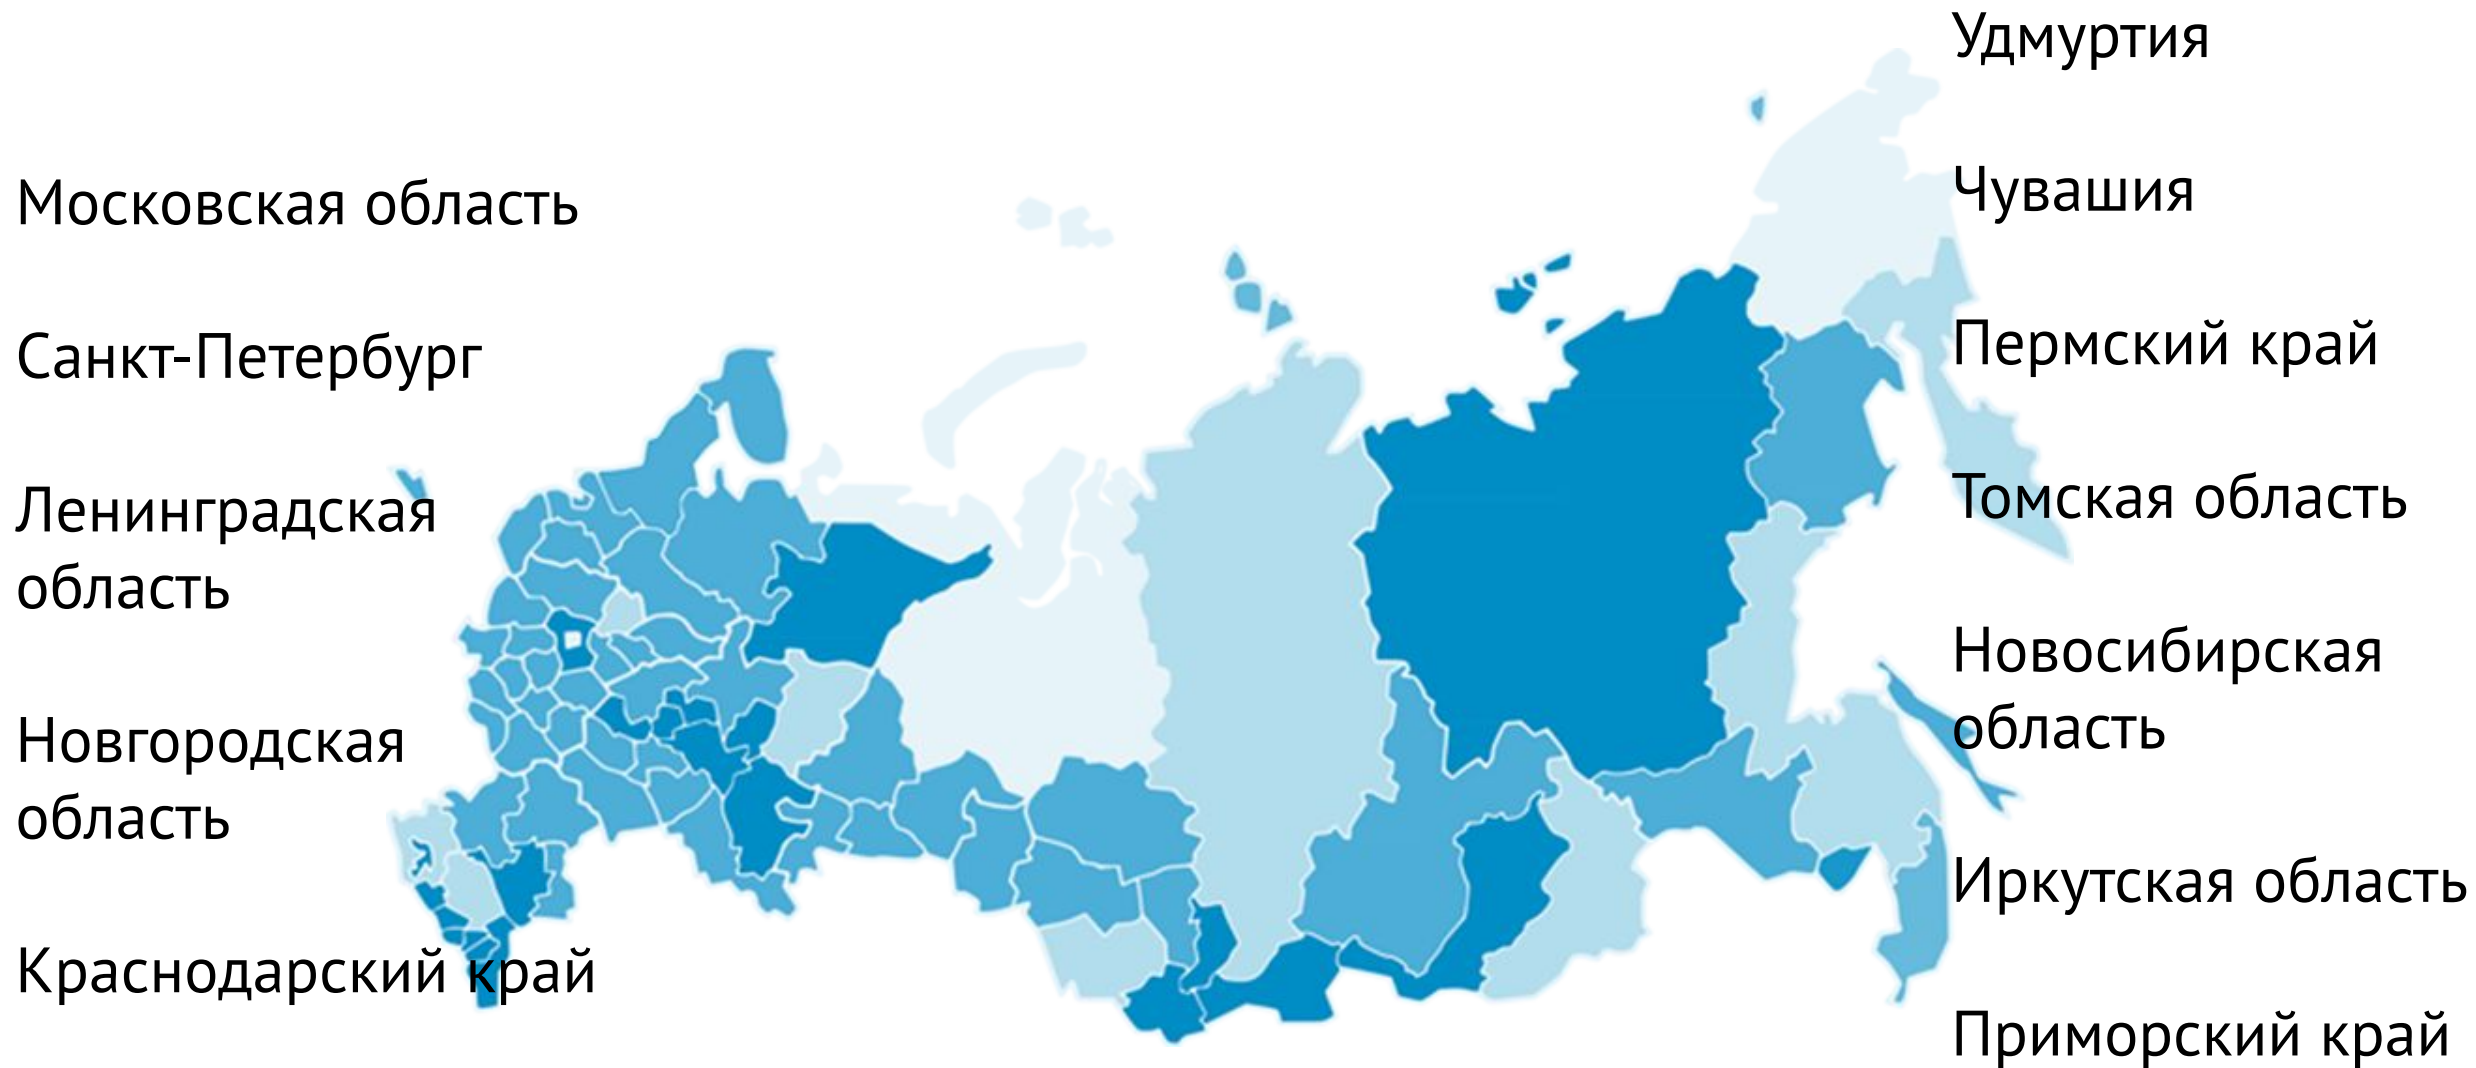 Московская область
Санкт-Петербург
Ленинградская
область
Новгородская
область
Краснодарский край
Удмуртия
Чувашия
Пермский край
Томская область
Новосибирская
область
Иркутская область
Приморский край